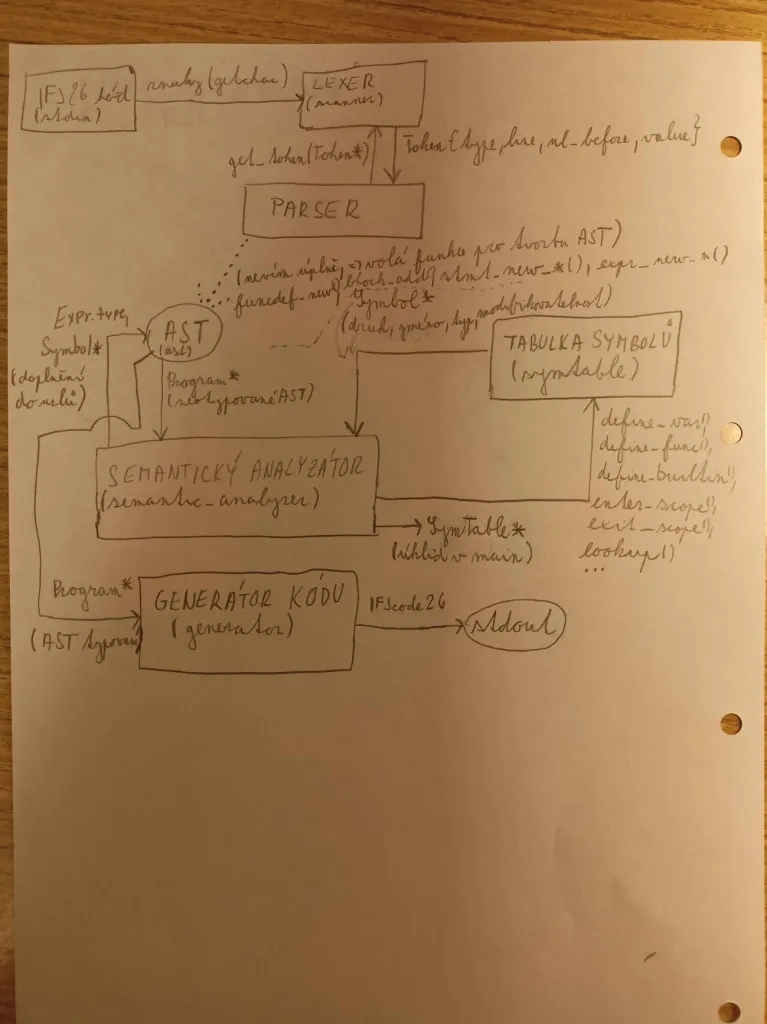 IFJ26 kód
(stdin)
znaky (getchar)
LEXER
(scanner)
get_token(Token*)
Token{type, line, nl_before, value}
PARSER
(nevím úplně, => volá funkce pro tvorbu AST)
funcdef_new(), block_add(), stmt_new_*(), expr_new_*()
Symbol*
(druh, jméno, typ, modifikovatelnost)
Expr.type,
Symbol*
(doplnění
do uzlů)
AST
(ast)
Program*
(neotypované AST)
TABULKA SYMBOLŮ
(symtable)
SEMANTICKÝ ANALYZÁTOR
(semantic_analyzer)
define_var(),
define_func(),
define_builtin(),
enter_scope(),
exit_scope(),
lookup()
...
SymTable*
(úklid v main)
Program*
(AST typované)
GENERÁTOR KÓDU
(generator)
IFJcode26
stdout